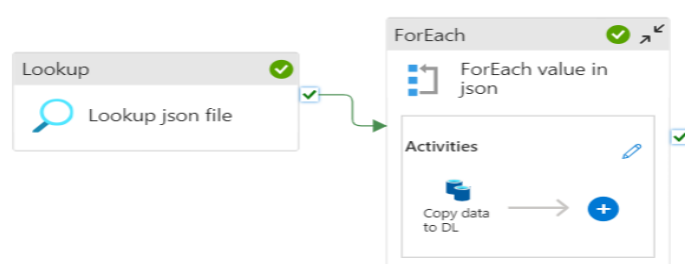 Lookup
Lookup json file
ForEach
ForEach value in
json
Activities
Copy data
to DL